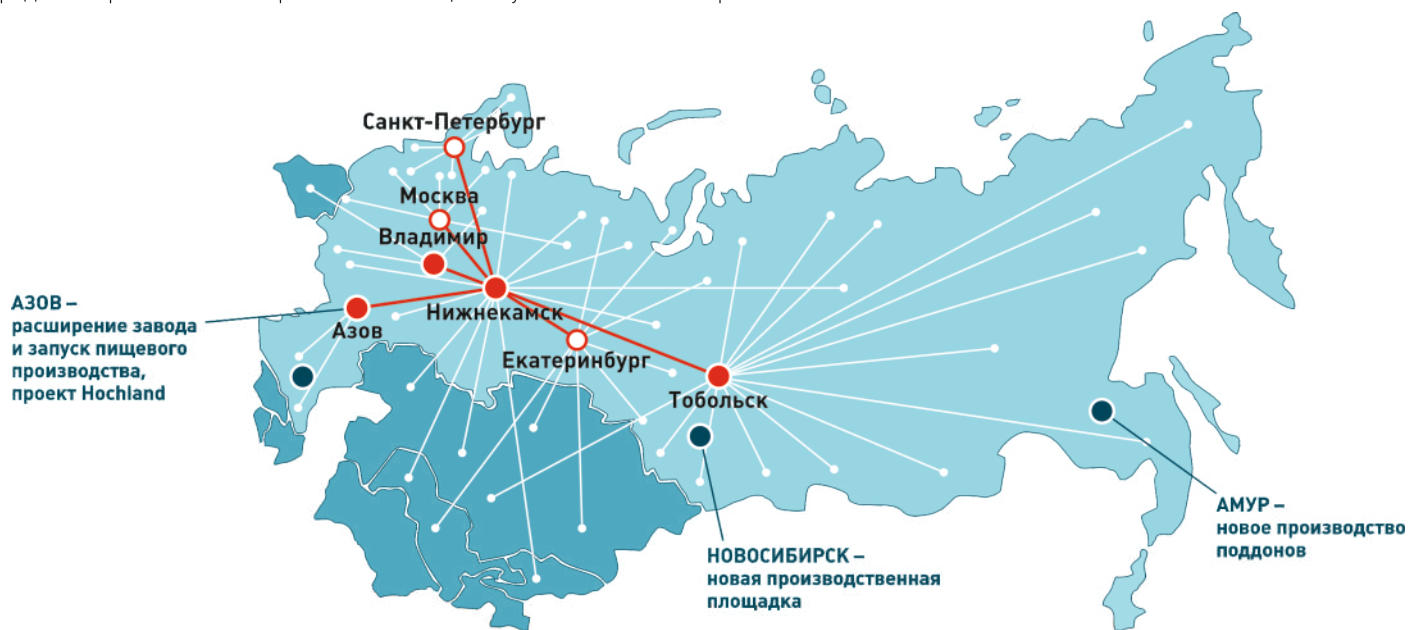 Санкт-Петербург
Москва
Владимир
АЗОВ –
расширение завода
и запуск пищевого
производства,
проект Hochland
Азов
Нижнекамск
Екатеринбург
Тобольск
НОВОСИБИРСК –
новая производственная
площадка
АМУР –
новое производство
поддонов